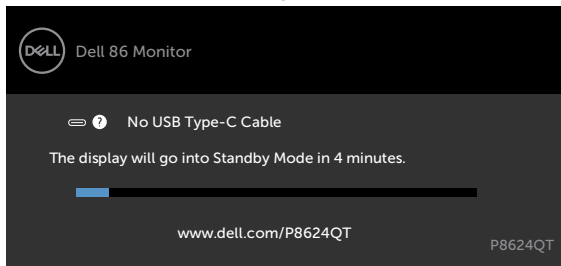 DELL
Dell 86 Monitor
? No USB Type-C Cable
The display will go into Standby Mode in 4 minutes.
www.dell.com/P8624QT
P8624QT